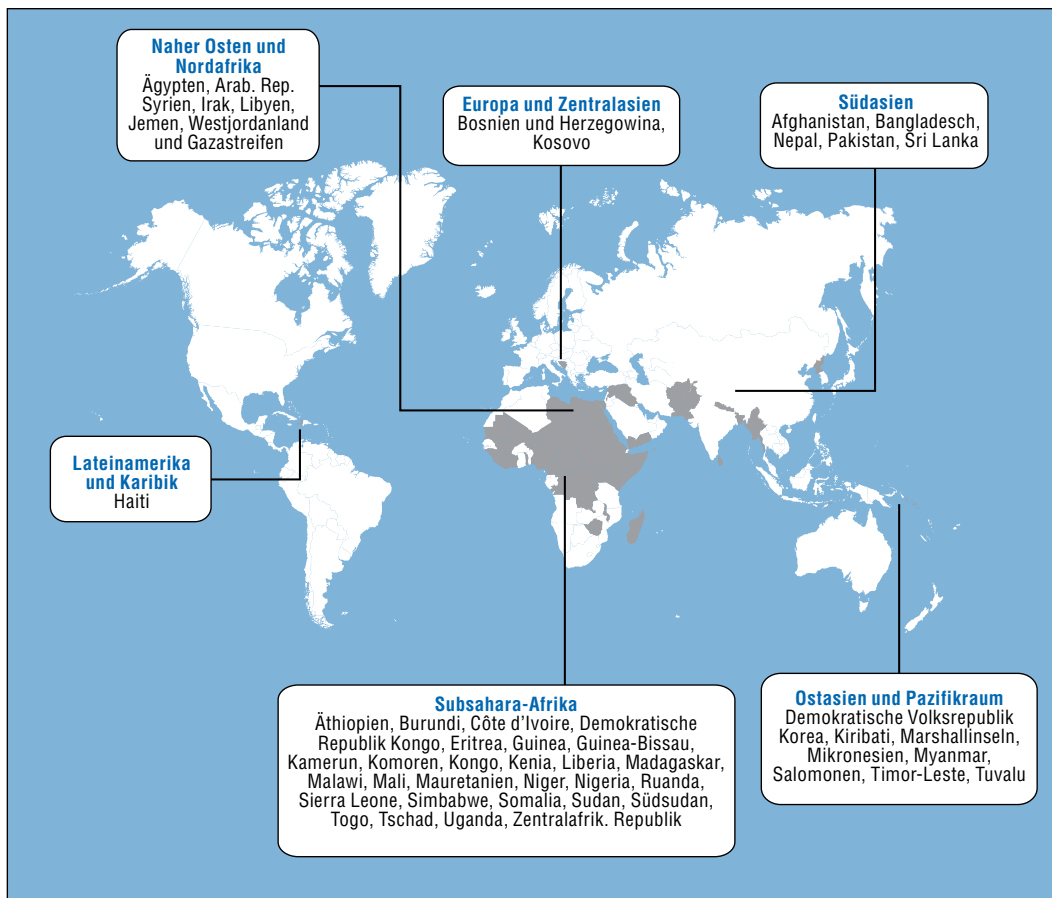 Naher Osten und
Nordafrika
Ägypten, Arab. Rep.
Syrien, Irak, Libyen,
Jemen, Westjordanland
und Gazastreifen
Europa und Zentralasien
Bosnien und Herzegowina,
Kosovo
Südasien
Afghanistan, Bangladesch,
Nepal, Pakistan, Sri Lanka
Lateinamerika
und Karibik
Haiti
Subsahara-Afrika
Äthiopien, Burundi, Côte d’Ivoire, Demokratische
Republik Kongo, Eritrea, Guinea, Guinea-Bissau,
Kamerun, Komoren, Kongo, Kenia, Liberia, Madagaskar,
Malawi, Mali, Mauretanien, Niger, Nigeria, Ruanda,
Sierra Leone, Simbabwe, Somalia, Sudan, Südsudan,
Togo, Tschad, Uganda, Zentralafrik. Republik
Ostasien und Pazifikraum
Demokratische Volksrepublik
Korea, Kiribati, Marshallinseln,
Mikronesien, Myanmar,
Salomonen, Timor-Leste, Tuvalu